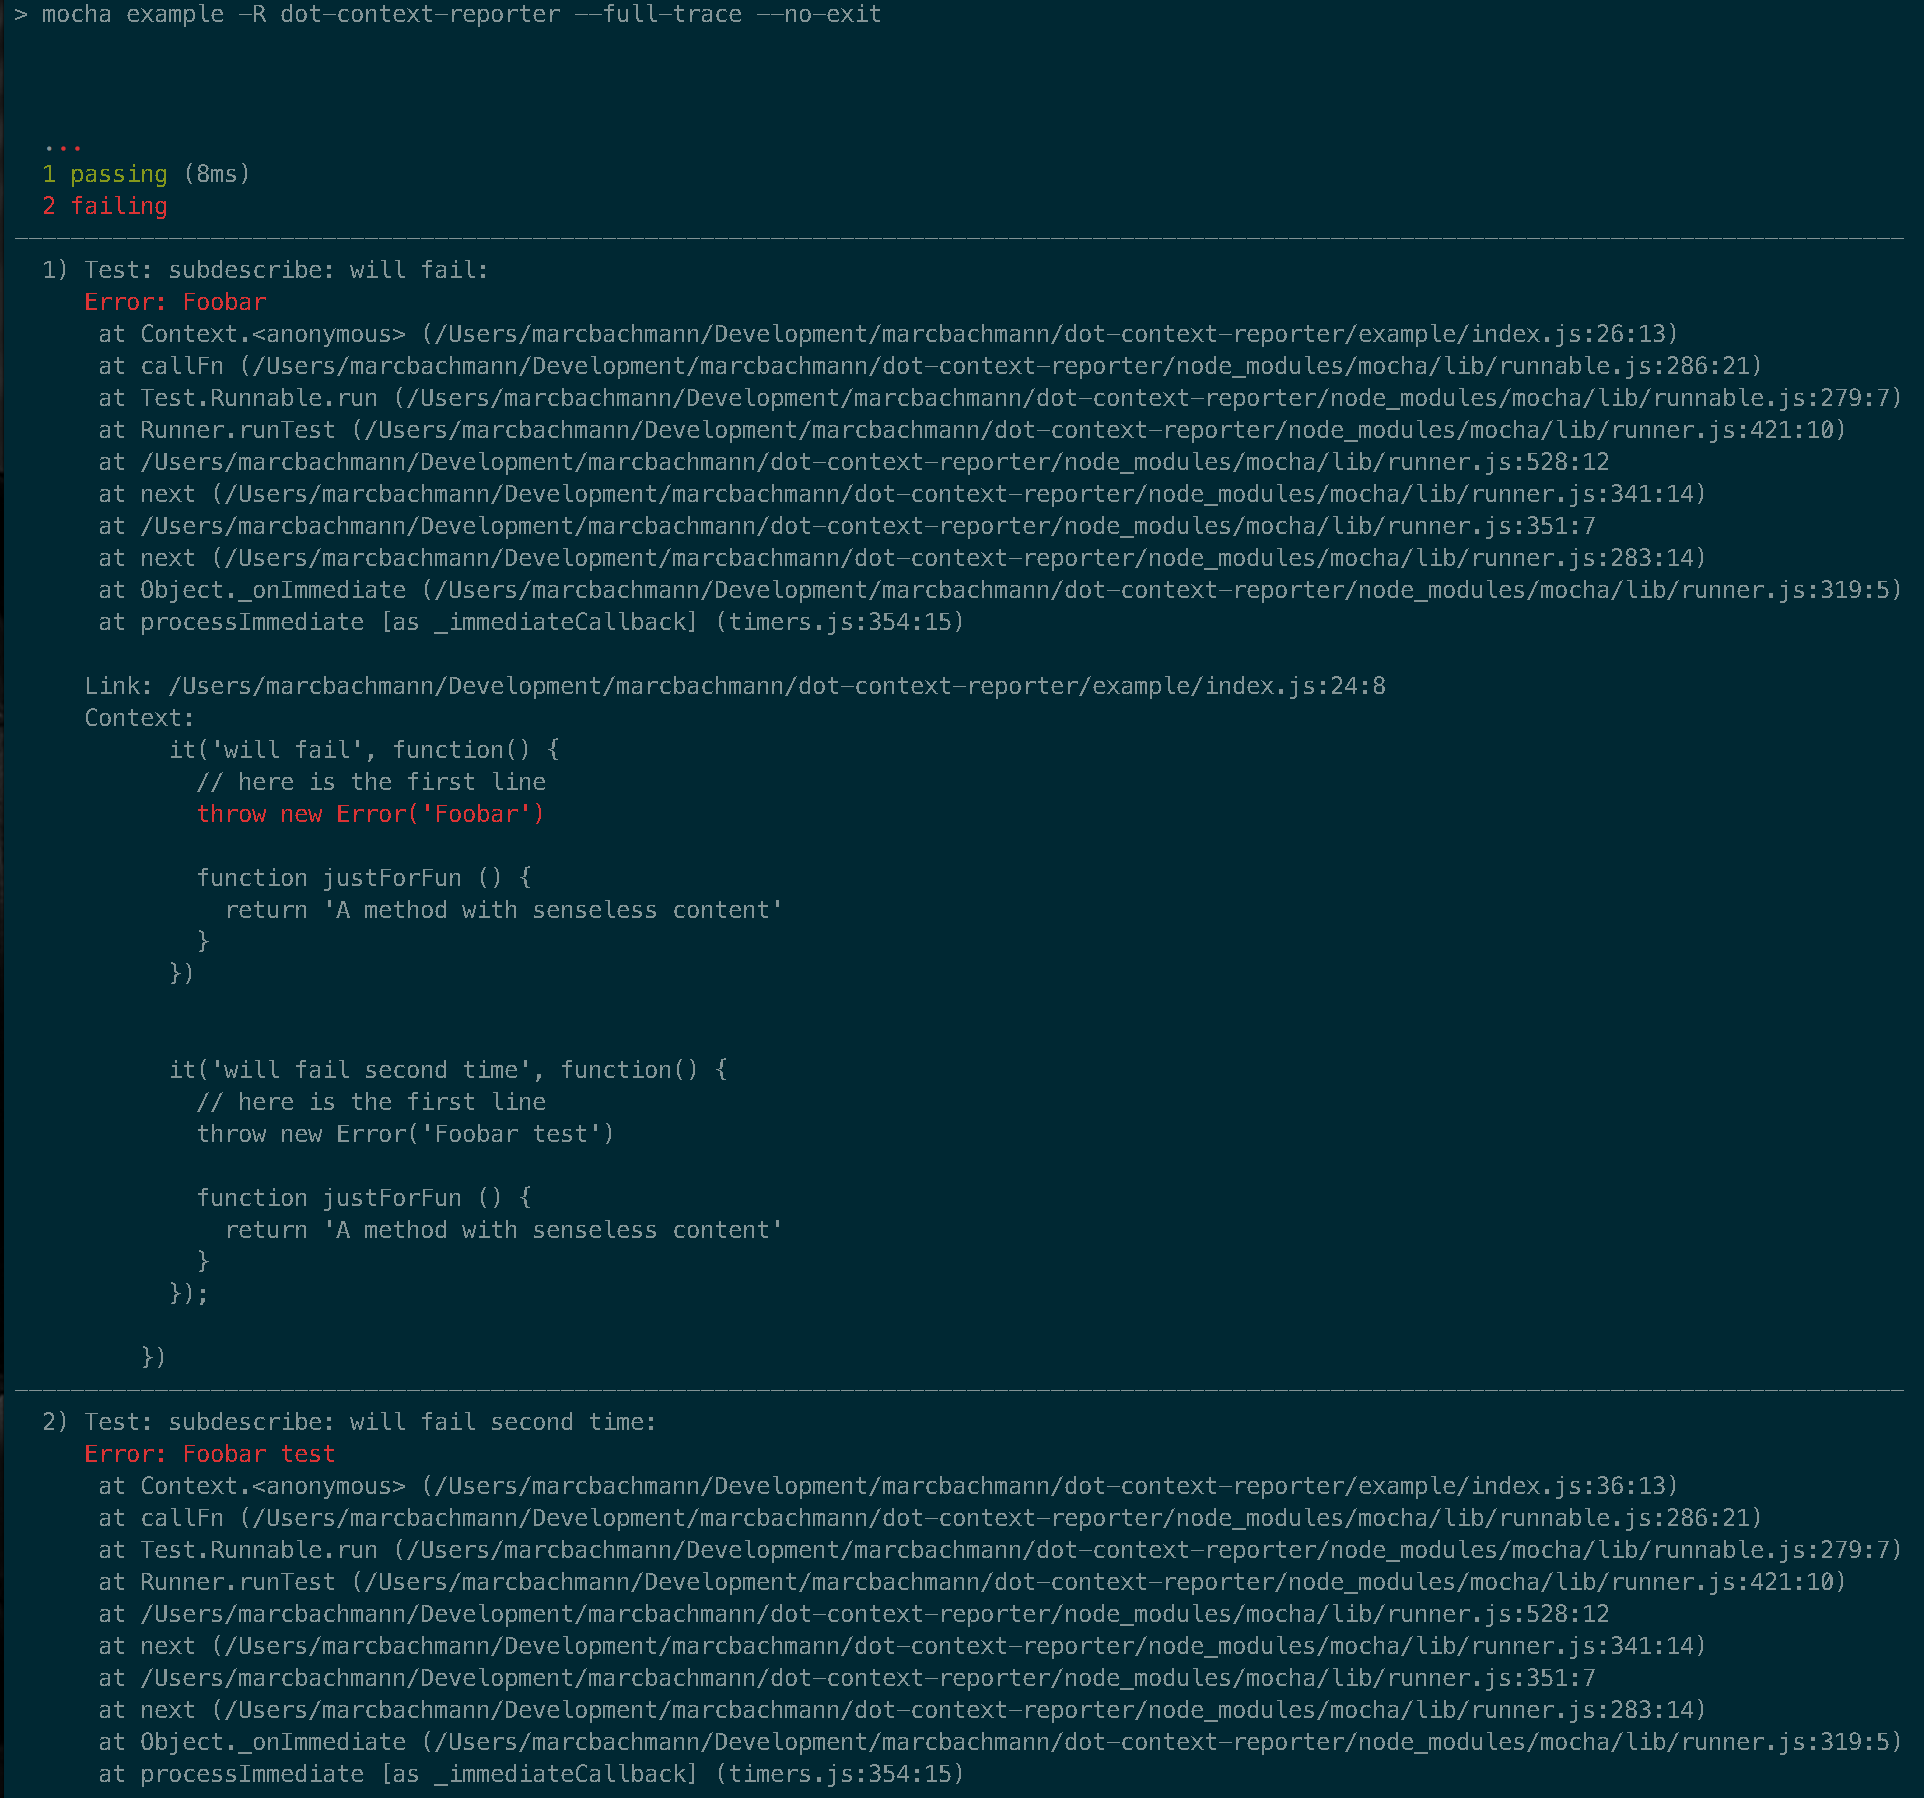 > mocha example -R dot-context-reporter --full-trace --no-exit
...
1 passing (8ms)
2 failing
1) Test: subdescribe: will fail:
Error: Foobar
at Context.<anonymous> (/Users/marcbachmann/Development/marcbachmann/dot-context-reporter/example/index.js:26:13)
at callFn (/Users/marcbachmann/Development/marcbachmann/dot-context-reporter/node_modules/mocha/lib/runnable.js:286:21)
at Test.Runnable.run (/Users/marcbachmann/Development/marcbachmann/dot-context-reporter/node_modules/mocha/lib/runnable.js:279:7)
at Runner.runTest (/Users/marcbachmann/Development/marcbachmann/dot-context-reporter/node_modules/mocha/lib/runner.js:421:10)
at /Users/marcbachmann/Development/marcbachmann/dot-context-reporter/node_modules/mocha/lib/runner.js:528:12
at next (/Users/marcbachmann/Development/marcbachmann/dot-context-reporter/node_modules/mocha/lib/runner.js:341:14)
at /Users/marcbachmann/Development/marcbachmann/dot-context-reporter/node_modules/mocha/lib/runner.js:351:7
at next (/Users/marcbachmann/Development/marcbachmann/dot-context-reporter/node_modules/mocha/lib/runner.js:283:14)
at Object._onImmediate (/Users/marcbachmann/Development/marcbachmann/dot-context-reporter/node_modules/mocha/lib/runner.js:319:5)
at processImmediate [as _immediateCallback] (timers.js:354:15)
Link: /Users/marcbachmann/Development/marcbachmann/dot-context-reporter/example/index.js:24:8
Context:
it('will fail', function() {
// here is the first line
throw new Error('Foobar')
function justForFun () {
return 'A method with senseless content'
}
})
it('will fail second time', function() {
// here is the first line
throw new Error('Foobar test')
function justForFun () {
return 'A method with senseless content'
}
});
})
2) Test: subdescribe: will fail second time:
Error: Foobar test
at Context.<anonymous> (/Users/marcbachmann/Development/marcbachmann/dot-context-reporter/example/index.js:36:13)
at callFn (/Users/marcbachmann/Development/marcbachmann/dot-context-reporter/node_modules/mocha/lib/runnable.js:286:21)
at Test.Runnable.run (/Users/marcbachmann/Development/marcbachmann/dot-context-reporter/node_modules/mocha/lib/runnable.js:279:7)
at Runner.runTest (/Users/marcbachmann/Development/marcbachmann/dot-context-reporter/node_modules/mocha/lib/runner.js:421:10)
at /Users/marcbachmann/Development/marcbachmann/dot-context-reporter/node_modules/mocha/lib/runner.js:528:12
at next (/Users/marcbachmann/Development/marcbachmann/dot-context-reporter/node_modules/mocha/lib/runner.js:341:14)
at /Users/marcbachmann/Development/marcbachmann/dot-context-reporter/node_modules/mocha/lib/runner.js:351:7
at next (/Users/marcbachmann/Development/marcbachmann/dot-context-reporter/node_modules/mocha/lib/runner.js:283:14)
at Object._onImmediate (/Users/marcbachmann/Development/marcbachmann/dot-context-reporter/node_modules/mocha/lib/runner.js:319:5)
at processImmediate [as _immediateCallback] (timers.js:354:15)